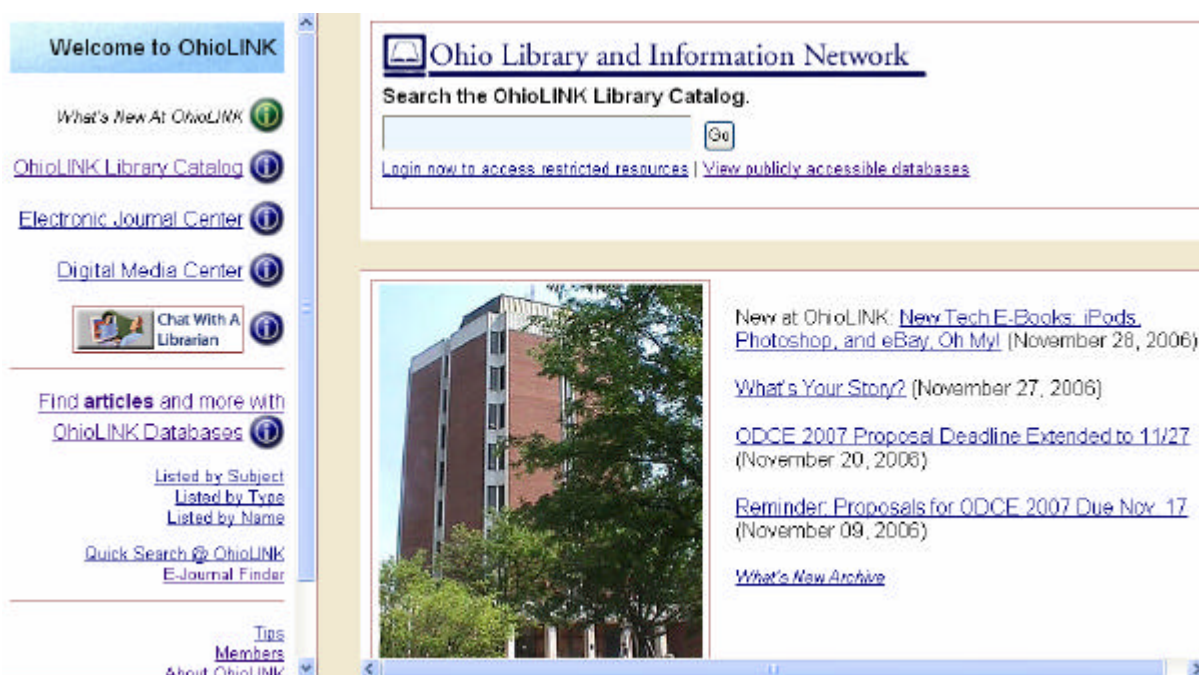 Welcome to OhioLINK
What's New At OhioLINK
OhioLINK Library Catalog
Electronic Journal Center
Digital Media Center
Chat With A
Librarian
Find articles and more with
OhioLINK Databases
Listed by Subject
Listed by Type
Listed by Name
Quick Search @ OhioLINK
E-Journal Finder
Tips
Members
About OhioLINK
Ohio Library and Information Network
Search the OhioLINK Library Catalog.
Go
Login now to access restricted resources | View publicly accessible databases
New at OhioLINK: New Tech E-Books: iPods,
Photoshop, and eBay, Oh My! (November 28, 2006)
What's Your Story? (November 27, 2006)
ODCE 2007 Proposal Deadline Extended to 11/27
(November 20, 2006)
Reminder: Proposals for ODCE 2007 Due Nov. 17
(November 09, 2006)
What's New Archive